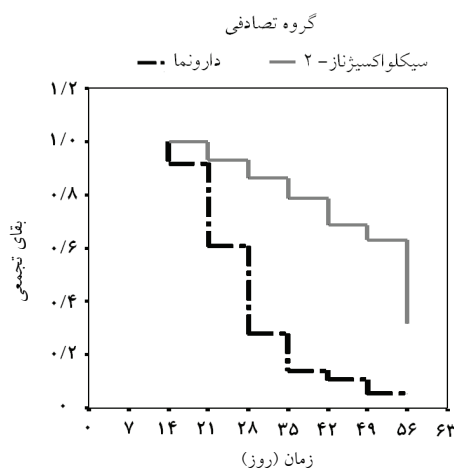 گروه تصادفی
سیکلواکسیژناز- ۲
دارونما
۱/۲
۱/۰
۰/۸
۰/۶
۰/۴
۰/۲
۰
بقای تجمعی
۰ ۷ ۱۴ ۲۱ ۲۸ ۳۵ ۴۲ ۴۹ ۵۶ ۶۳
زمان (روز)